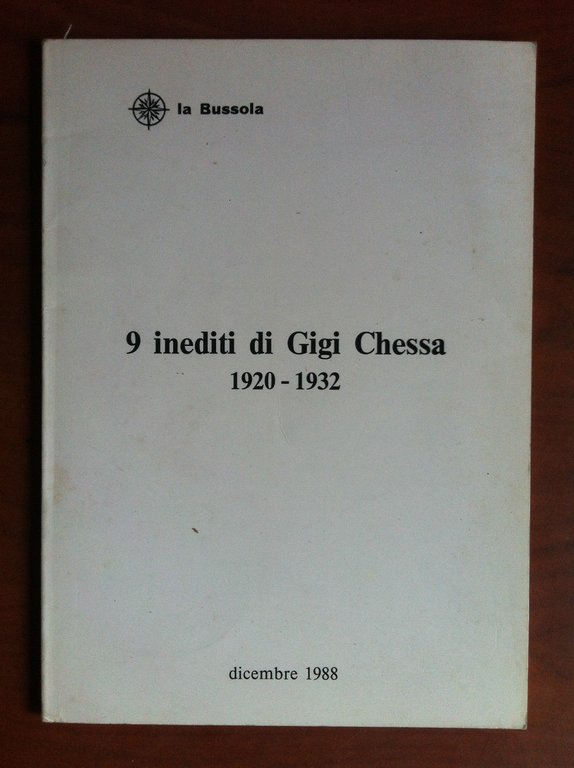 la Bussola
9 inediti di Gigi Chessa
1920 - 1932
dicembre 1988